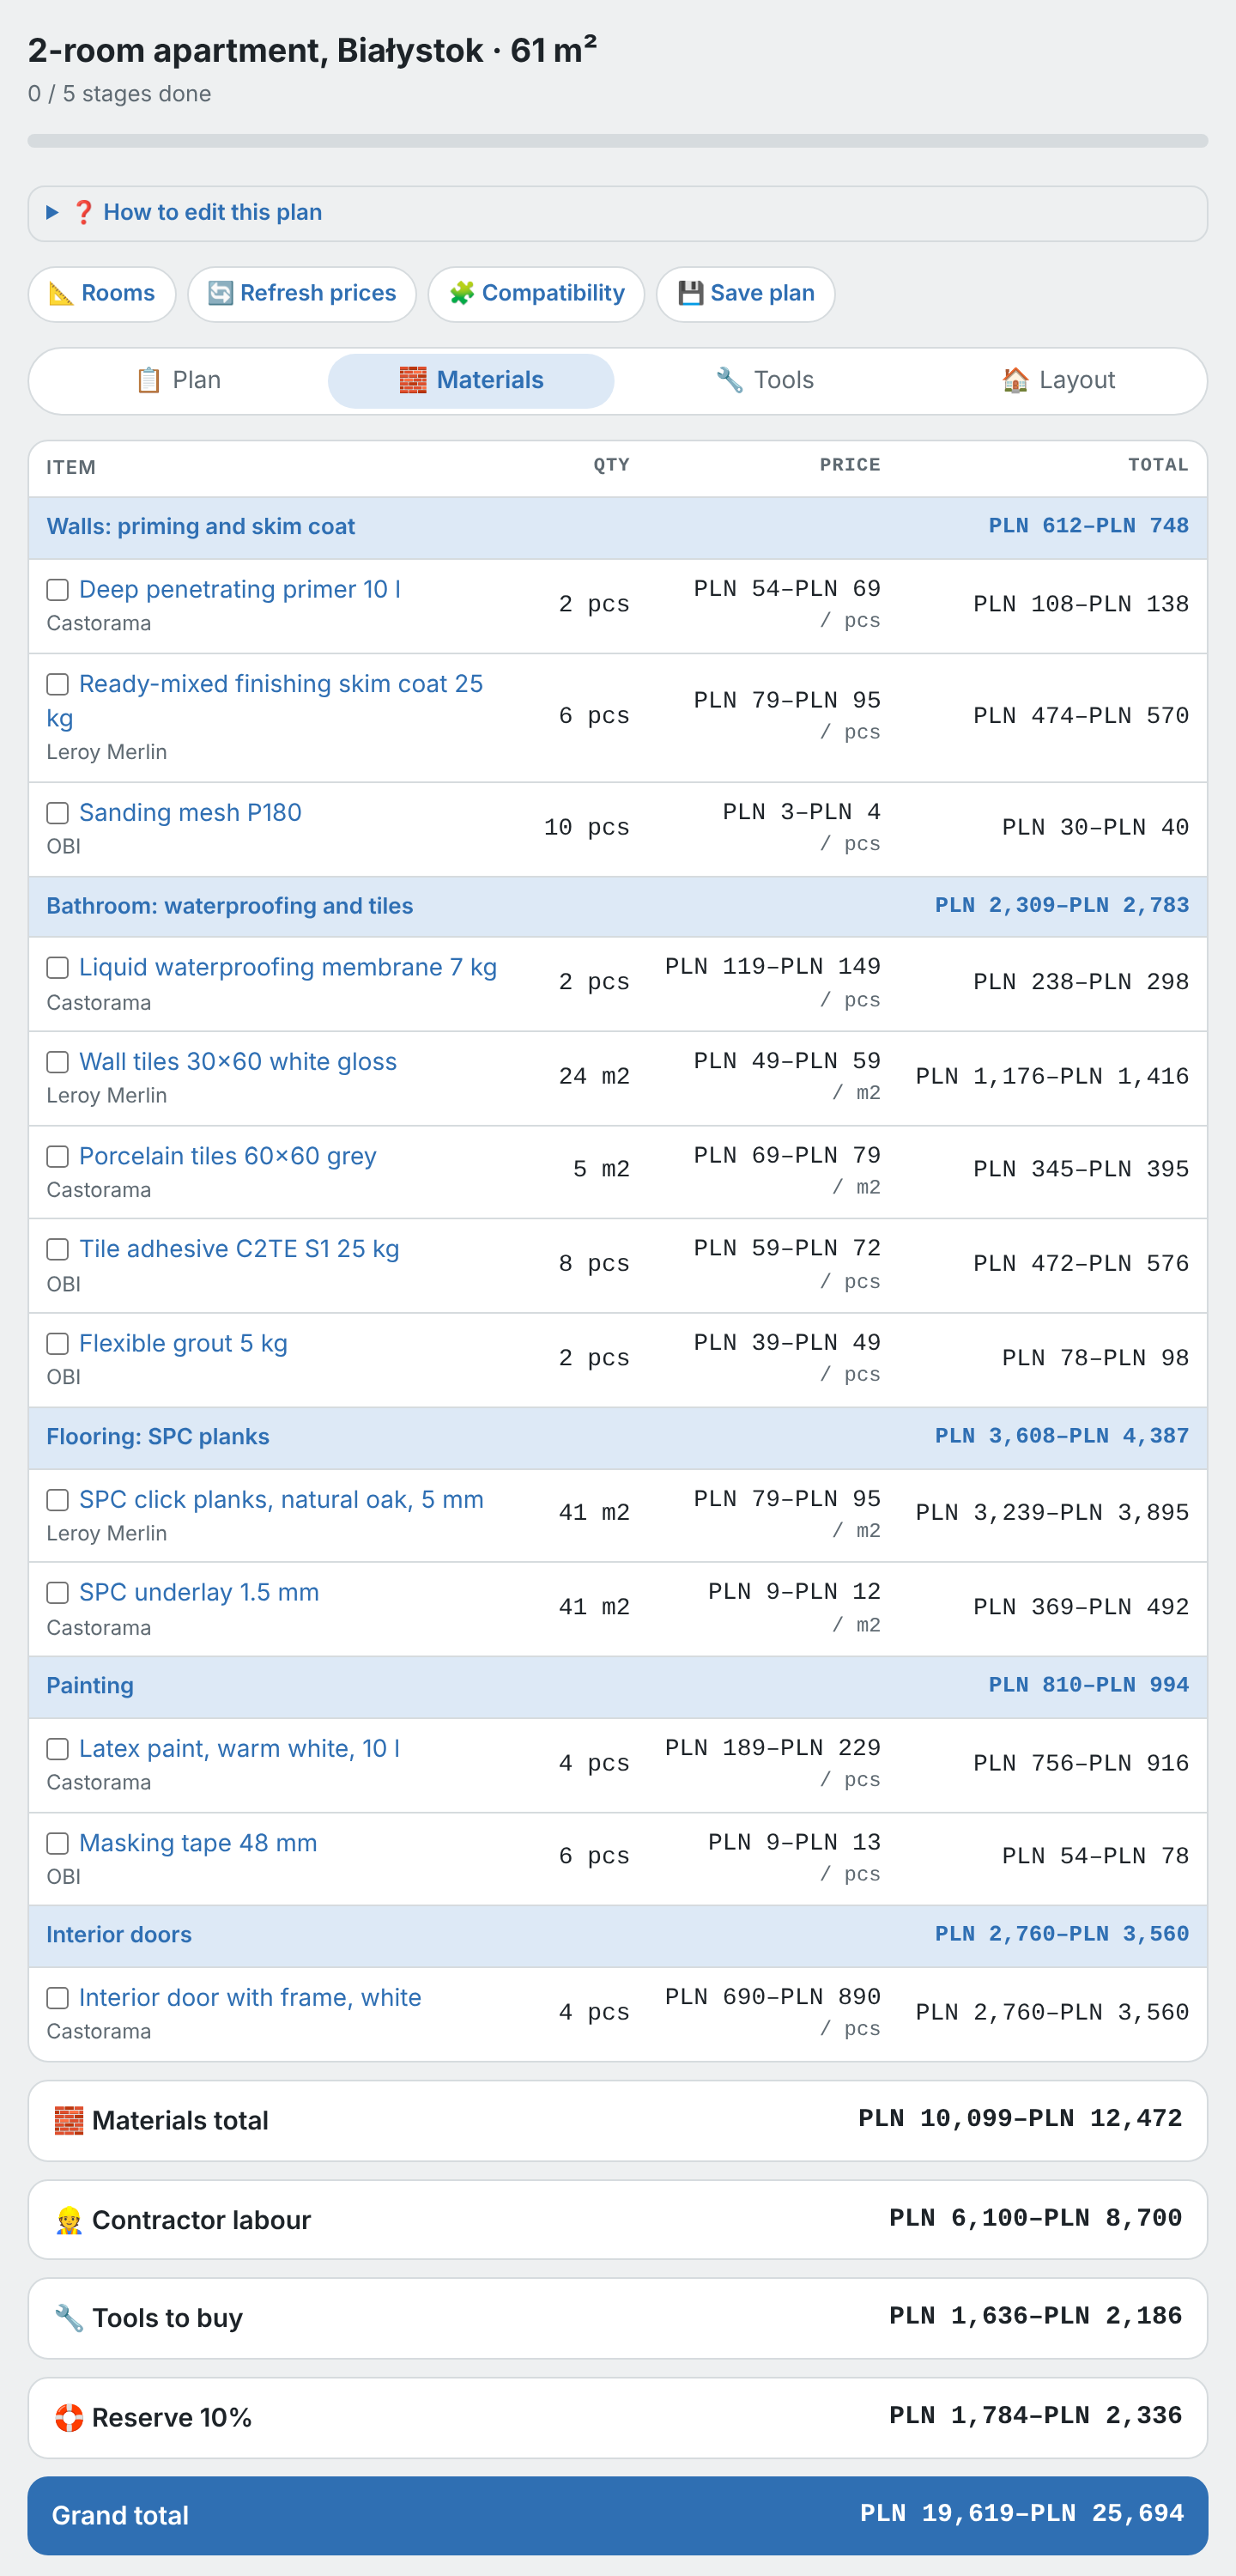 2-room apartment, Białystok · 61 m²
0 / 5 stages done
▶ ❓ How to edit this plan
📐 Rooms 🔄 Refresh prices 🧩 Compatibility 💾 Save plan
📋 Plan 🧱 Materials 🔧 Tools 🏠 Layout
ITEM QTY PRICE TOTAL
Walls: priming and skim coat PLN 612–PLN 748
Deep penetrating primer 10 l 2 pcs PLN 54–PLN 69 PLN 108–PLN 138
Castorama / pcs
Ready-mixed finishing skim coat 25 6 pcs PLN 79–PLN 95 PLN 474–PLN 570
kg / pcs
Leroy Merlin
Sanding mesh P180 10 pcs PLN 3–PLN 4 PLN 30–PLN 40
OBI / pcs
Bathroom: waterproofing and tiles PLN 2,309–PLN 2,783
Liquid waterproofing membrane 7 kg 2 pcs PLN 119–PLN 149 PLN 238–PLN 298
Castorama / pcs
Wall tiles 30×60 white gloss 24 m2 PLN 49–PLN 59 PLN 1,176–PLN 1,416
Leroy Merlin / m2
Porcelain tiles 60×60 grey 5 m2 PLN 69–PLN 79 PLN 345–PLN 395
Castorama / m2
Tile adhesive C2TE S1 25 kg 8 pcs PLN 59–PLN 72 PLN 472–PLN 576
OBI / pcs
Flexible grout 5 kg 2 pcs PLN 39–PLN 49 PLN 78–PLN 98
OBI / pcs
Flooring: SPC planks PLN 3,608–PLN 4,387
SPC click planks, natural oak, 5 mm 41 m2 PLN 79–PLN 95 PLN 3,239–PLN 3,895
Leroy Merlin / m2
SPC underlay 1.5 mm 41 m2 PLN 9–PLN 12 PLN 369–PLN 492
Castorama / m2
Painting PLN 810–PLN 994
Latex paint, warm white, 10 l 4 pcs PLN 189–PLN 229 PLN 756–PLN 916
Castorama / pcs
Masking tape 48 mm 6 pcs PLN 9–PLN 13 PLN 54–PLN 78
OBI / pcs
Interior doors PLN 2,760–PLN 3,560
Interior door with frame, white 4 pcs PLN 690–PLN 890 PLN 2,760–PLN 3,560
Castorama / pcs
🧱 Materials total PLN 10,099–PLN 12,472
👷 Contractor labour PLN 6,100–PLN 8,700
🔧 Tools to buy PLN 1,636–PLN 2,186
🛟 Reserve 10% PLN 1,784–PLN 2,336
Grand total PLN 19,619–PLN 25,694